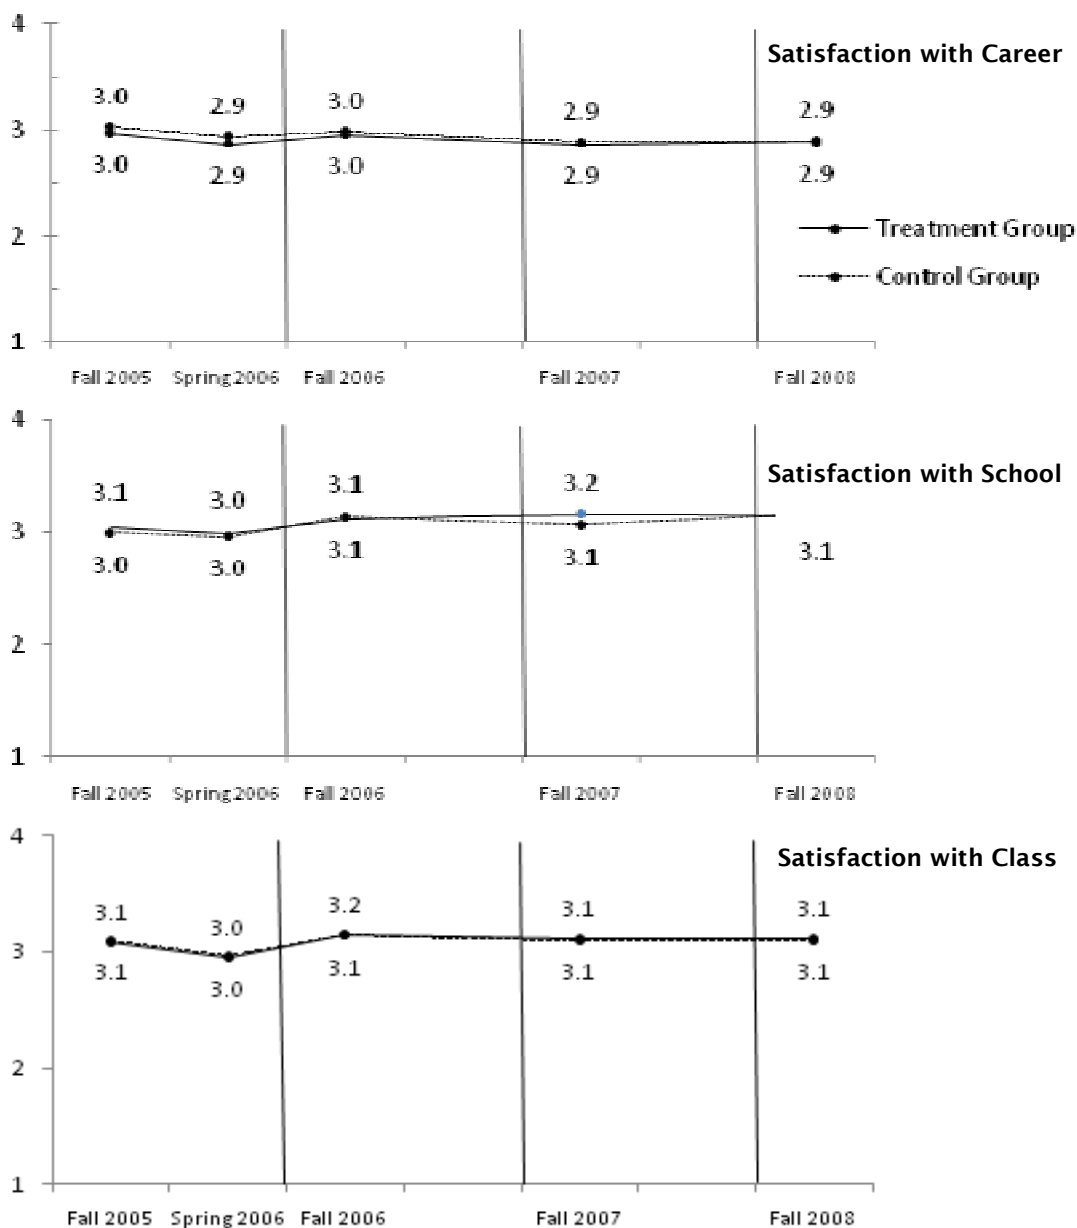 4
Satisfaction with Career
3.0 2.9 3.0 2.9 2.9
3
3.0 2.9 3.0 2.9 2.9
2
Treatment Group
Control Group
1
Fall 2005 Spring 2006 Fall 2006 Fall 2007 Fall 2008
4
Satisfaction with School
3.1 3.0 3.1 3.2
3
3.0 3.0 3.1 3.1 3.1
2
1
Fall 2005 Spring 2006 Fall 2006 Fall 2007 Fall 2008
4
Satisfaction with Class
3.1 3.0 3.2 3.1 3.1
3
3.1 3.0 3.1 3.1 3.1
2
1
Fall 2005 Spring 2006 Fall 2006 Fall 2007 Fall 2008